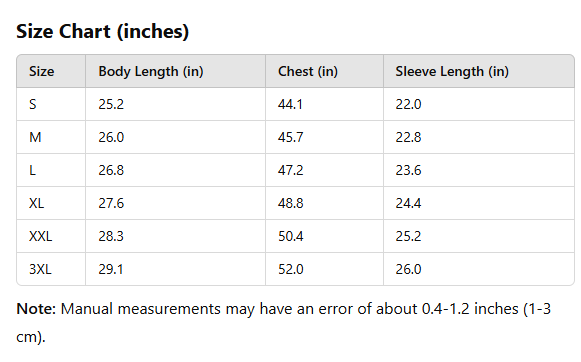 Size Chart (inches)
Size Body Length (in) Chest (in) Sleeve Length (in)
S 25.2 44.1 22.0
M 26.0 45.7 22.8
L 26.8 47.2 23.6
XL 27.6 48.8 24.4
XXL 28.3 50.4 25.2
3XL 29.1 52.0 26.0
Note: Manual measurements may have an error of about 0.4-1.2 inches (1-3
cm).